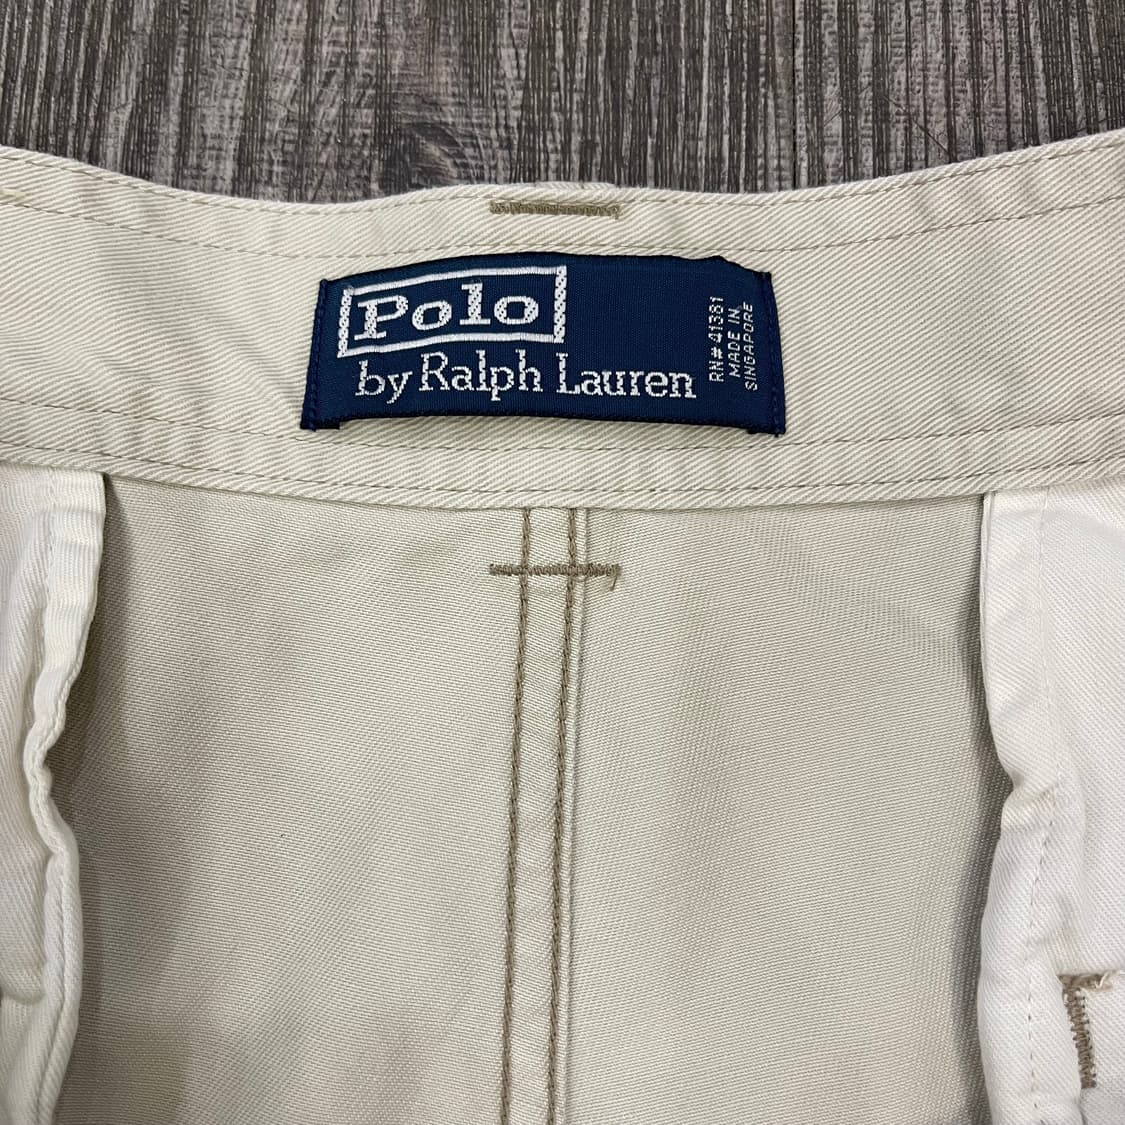 Polo
by Ralph Lauren
RN# 41381
MADE IN
SINGAPORE